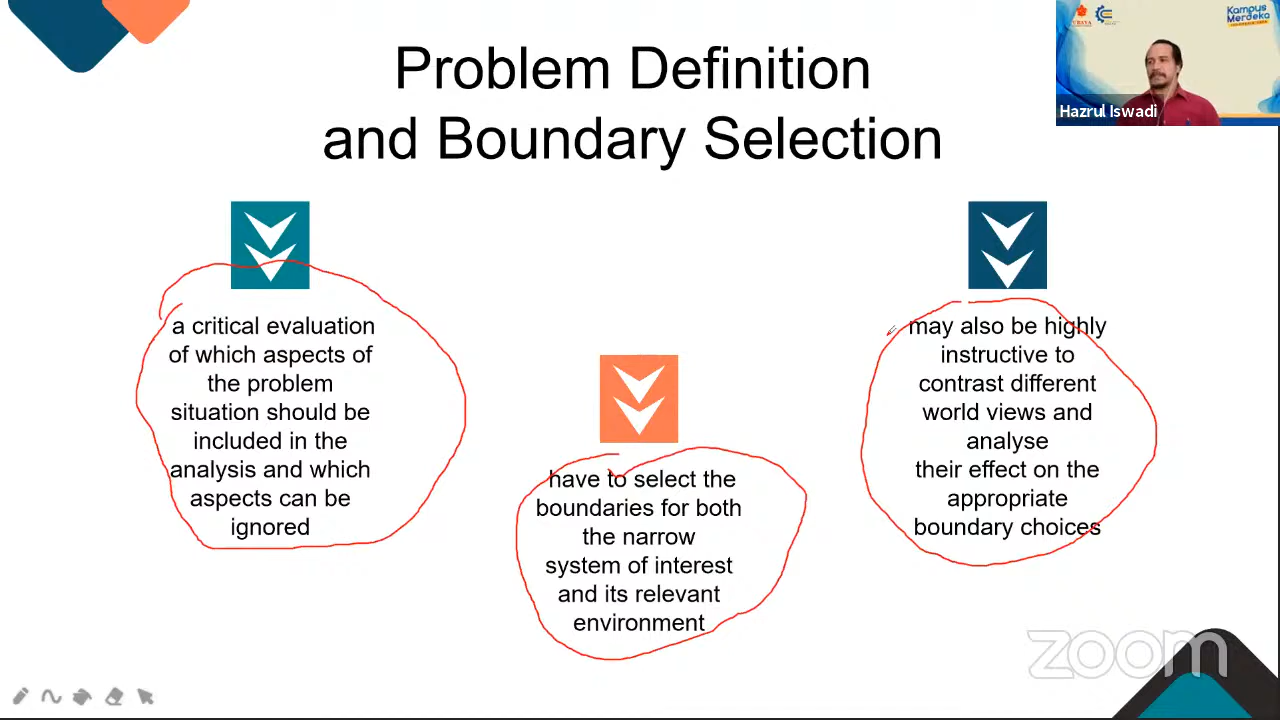 Problem Definition
and Boundary Selection
UBAYA
Kampus
Merdeka
Hazrul Iswadi
a critical evaluation
of which aspects of
the problem
situation should be
included in the
analysis and which
aspects can be
ignored
have to select the
boundaries for both
the narrow
system of interest
and its relevant
environment
may also be highly
instructive to
contrast different
world views and
analyse
their effect on the
appropriate
boundary choices
zoom